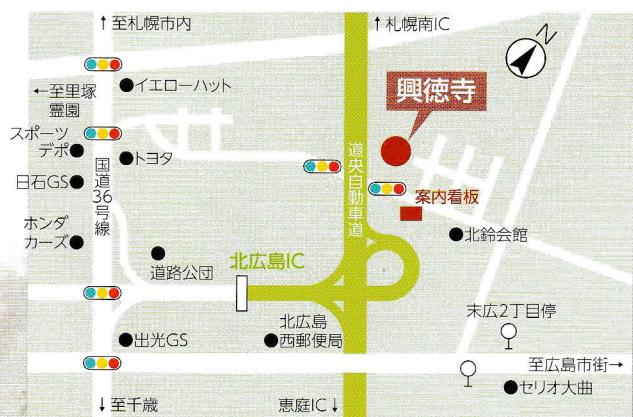 ↑至札幌市内
↑札幌南IC
N
イエローハット
←至里塚
霊園
興徳寺
スポーツ
デポ
トヨタ
国道36号線
道央自動車道
日石GS
案内看板
ホンダ
カーズ
北鈴会館
道路公団
北広島IC
末広2丁目停
出光GS
北広島
西郵便局
至広島市街→
セリオ大曲
↓至千歳
恵庭IC↓